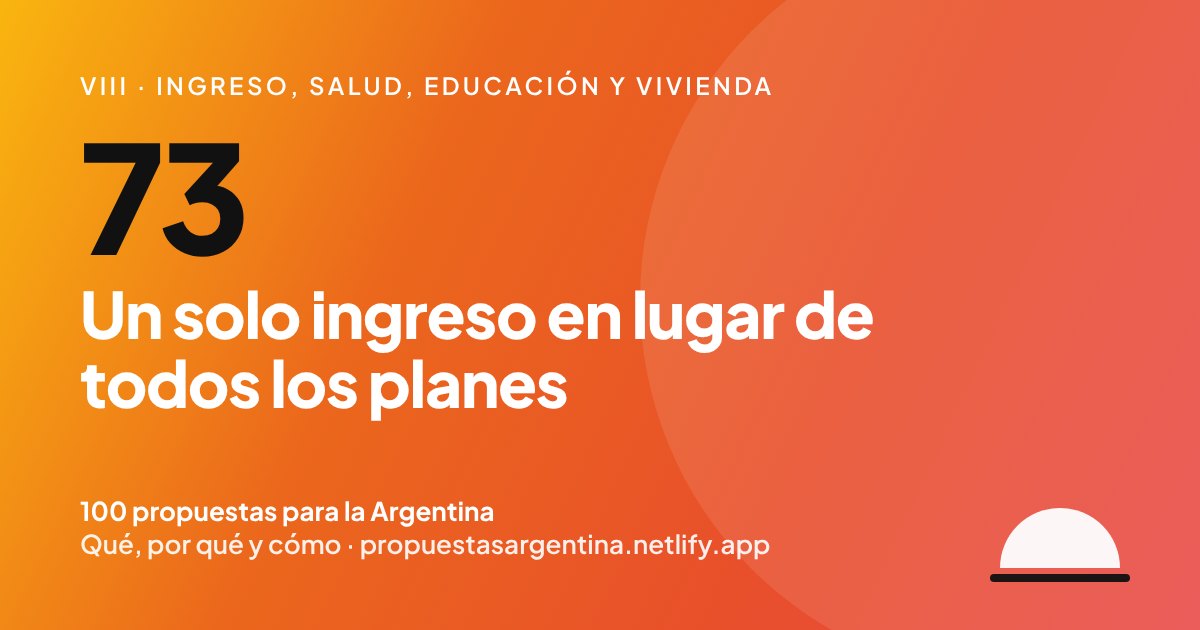 VIII · INGRESO, SALUD, EDUCACIÓN Y VIVIENDA
73
Un solo ingreso en lugar de
todos los planes
100 propuestas para la Argentina
Qué, por qué y cómo · propuestasargentina.netlify.app